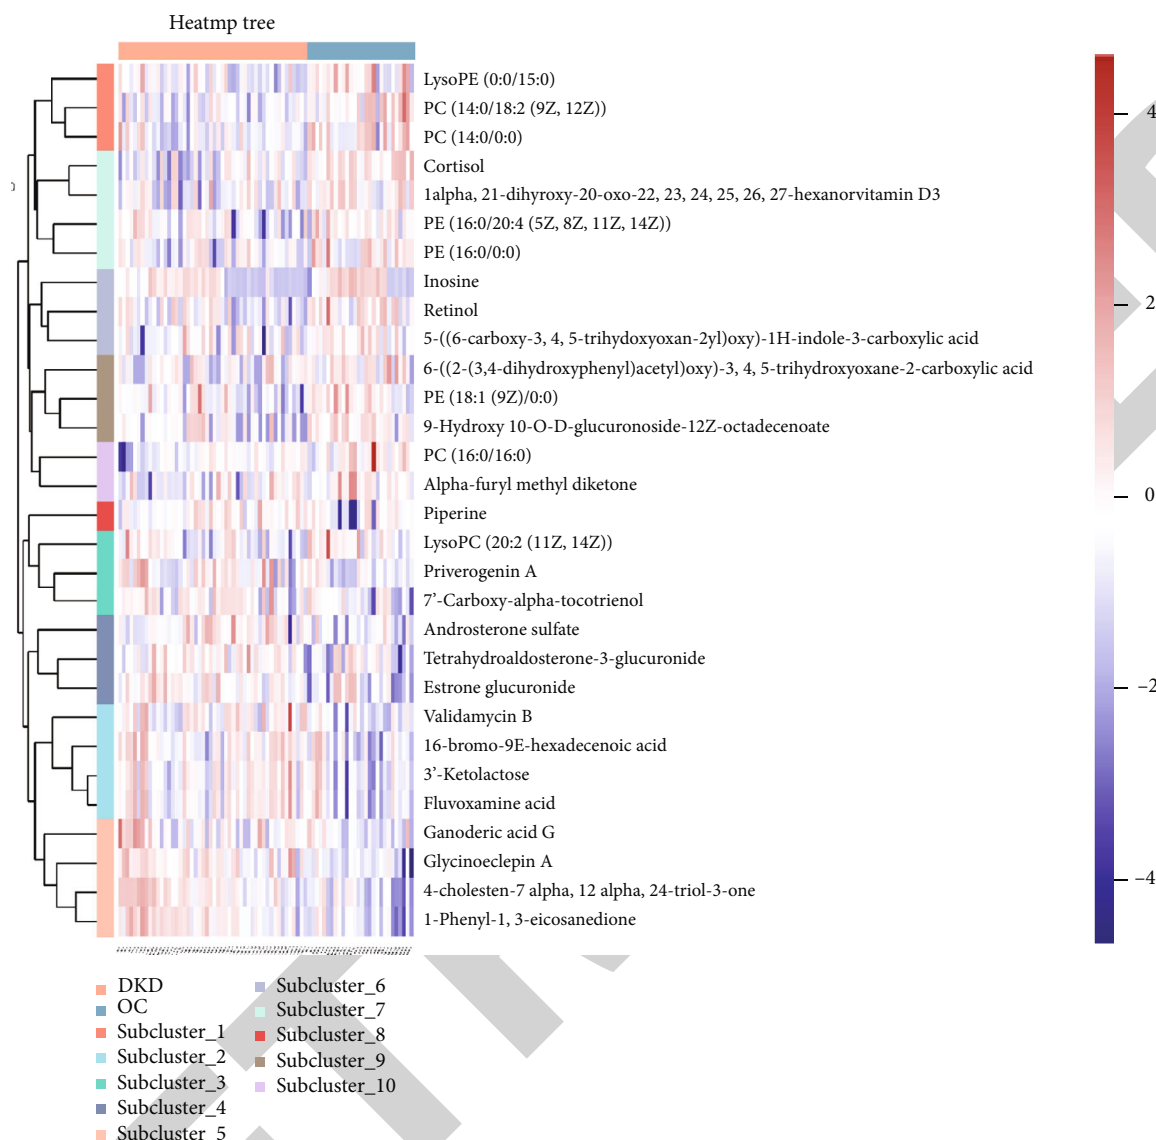 Heatmp tree
LysoPE (0:0/15:0)
PC (14:0/18:2 (9Z, 12Z))
PC (14:0/0:0)
Cortisol
1alpha, 21-dihyroxy-20-oxo-22, 23, 24, 25, 26, 27-hexanorvitamin D3
PE (16:0/20:4 (5Z, 8Z, 11Z, 14Z))
PE (16:0/0:0)
Inosine
Retinol
5-((6-carboxy-3, 4, 5-trihydoxyoxan-2yl)oxy)-1H-indole-3-carboxylic acid
6-((2-(3,4-dihydroxyphenyl)acetyl)oxy)-3, 4, 5-trihydroxyoxane-2-carboxylic acid
PE (18:1 (9Z)/0:0)
9-Hydroxy 10-O-D-glucuronoside-12Z-octadecenoate
PC (16:0/16:0)
Alpha-furyl methyl diketone
Piperine
LysoPC (20:2 (11Z, 14Z))
Priverogenin A
7'-Carboxy-alpha-tocotrienol
Androsterone sulfate
Tetrahydroaldosterone-3-glucuronide
Estrone glucuronide
Validamycin B
16-bromo-9E-hexadecenoic acid
3'-Ketolactose
Fluvoxamine acid
Ganoderic acid G
Glycinoeclepin A
4-cholesten-7 alpha, 12 alpha, 24-triol-3-one
1-Phenyl-1, 3-eicosanedione
4
2
0
−2
−4
DKD
OC
Subcluster_1
Subcluster_2
Subcluster_3
Subcluster_4
Subcluster_5
Subcluster_6
Subcluster_7
Subcluster_8
Subcluster_9
Subcluster_10